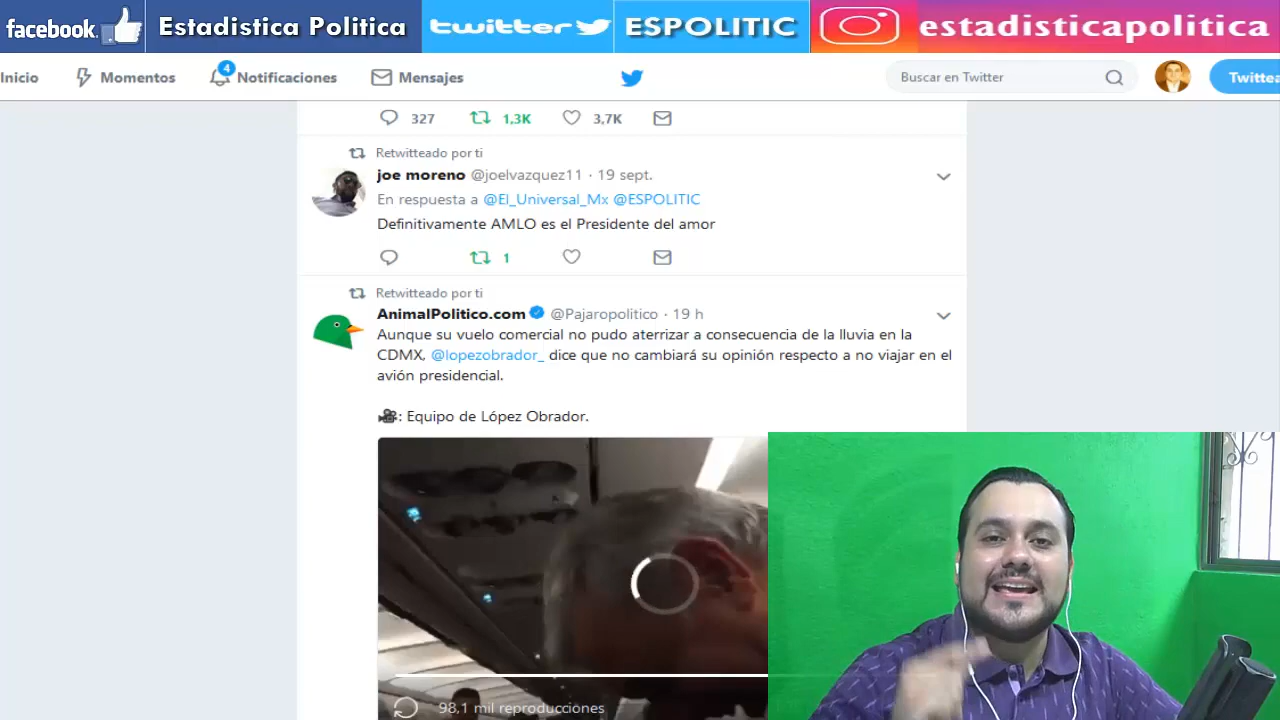 facebook. Estadistica Politica twitter ESPOLITIC estadisticapolitica
Inicio Momentos 4 Notificaciones Mensajes Buscar en Twitter Twittea
327 1,3K 3,7K
Retwitteado por ti
joe moreno @joelvazquez11 · 19 sept.
En respuesta a @El_Universal_Mx @ESPOLITIC
Definitivamente AMLO es el Presidente del amor
1
Retwitteado por ti
AnimalPolitico.com @Pajaropolitico · 19 h
Aunque su vuelo comercial no pudo aterrizar a consecuencia de la lluvia en la
CDMX, @lopezobrador_ dice que no cambiará su opinión respecto a no viajar en el
avión presidencial.
: Equipo de López Obrador.
98,1 mil reproducciones